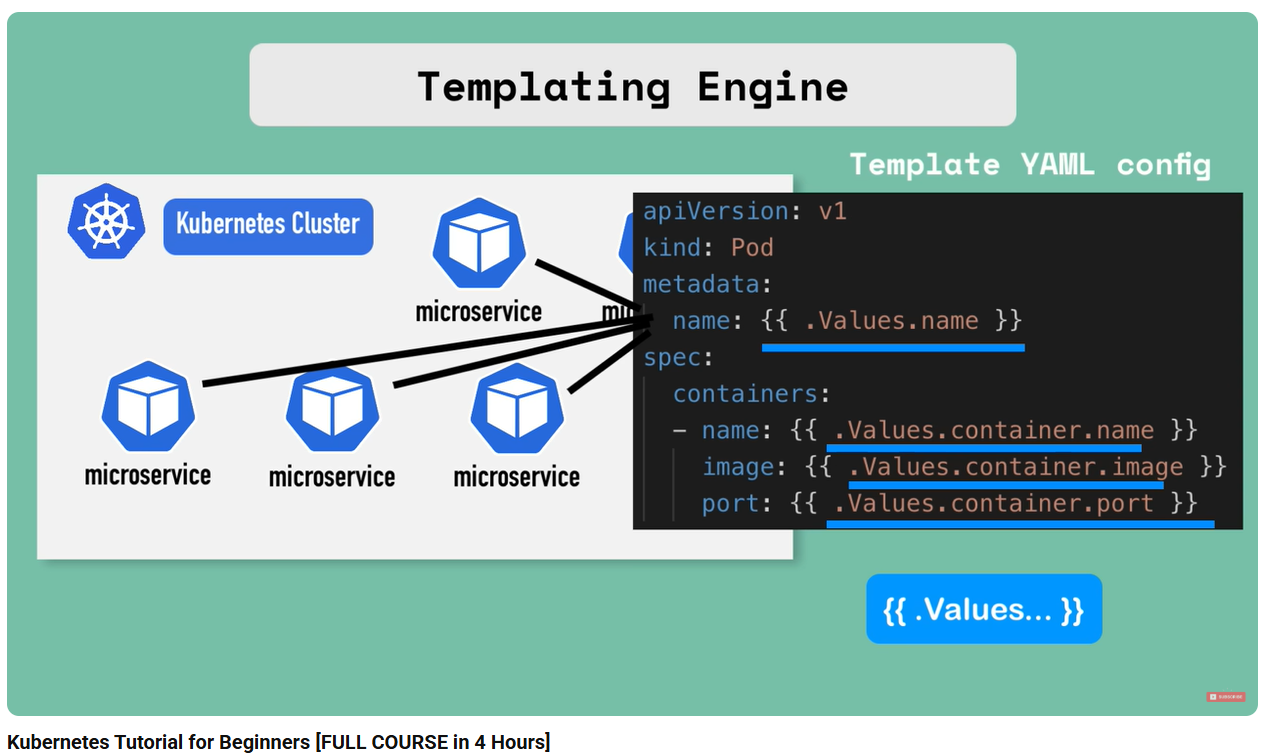 Templating Engine
Template YAML config
Kubernetes Cluster
microservice
mi
microservice
microservice
microservice
apiVersion: v1
kind: Pod
metadata:
  name: {{ .Values.name }}
spec:
  containers:
  - name: {{ .Values.container.name }}
    image: {{ .Values.container.image }}
    port: {{ .Values.container.port }}
{{ .Values... }}
SUBSCRIBE
Kubernetes Tutorial for Beginners [FULL COURSE in 4 Hours]